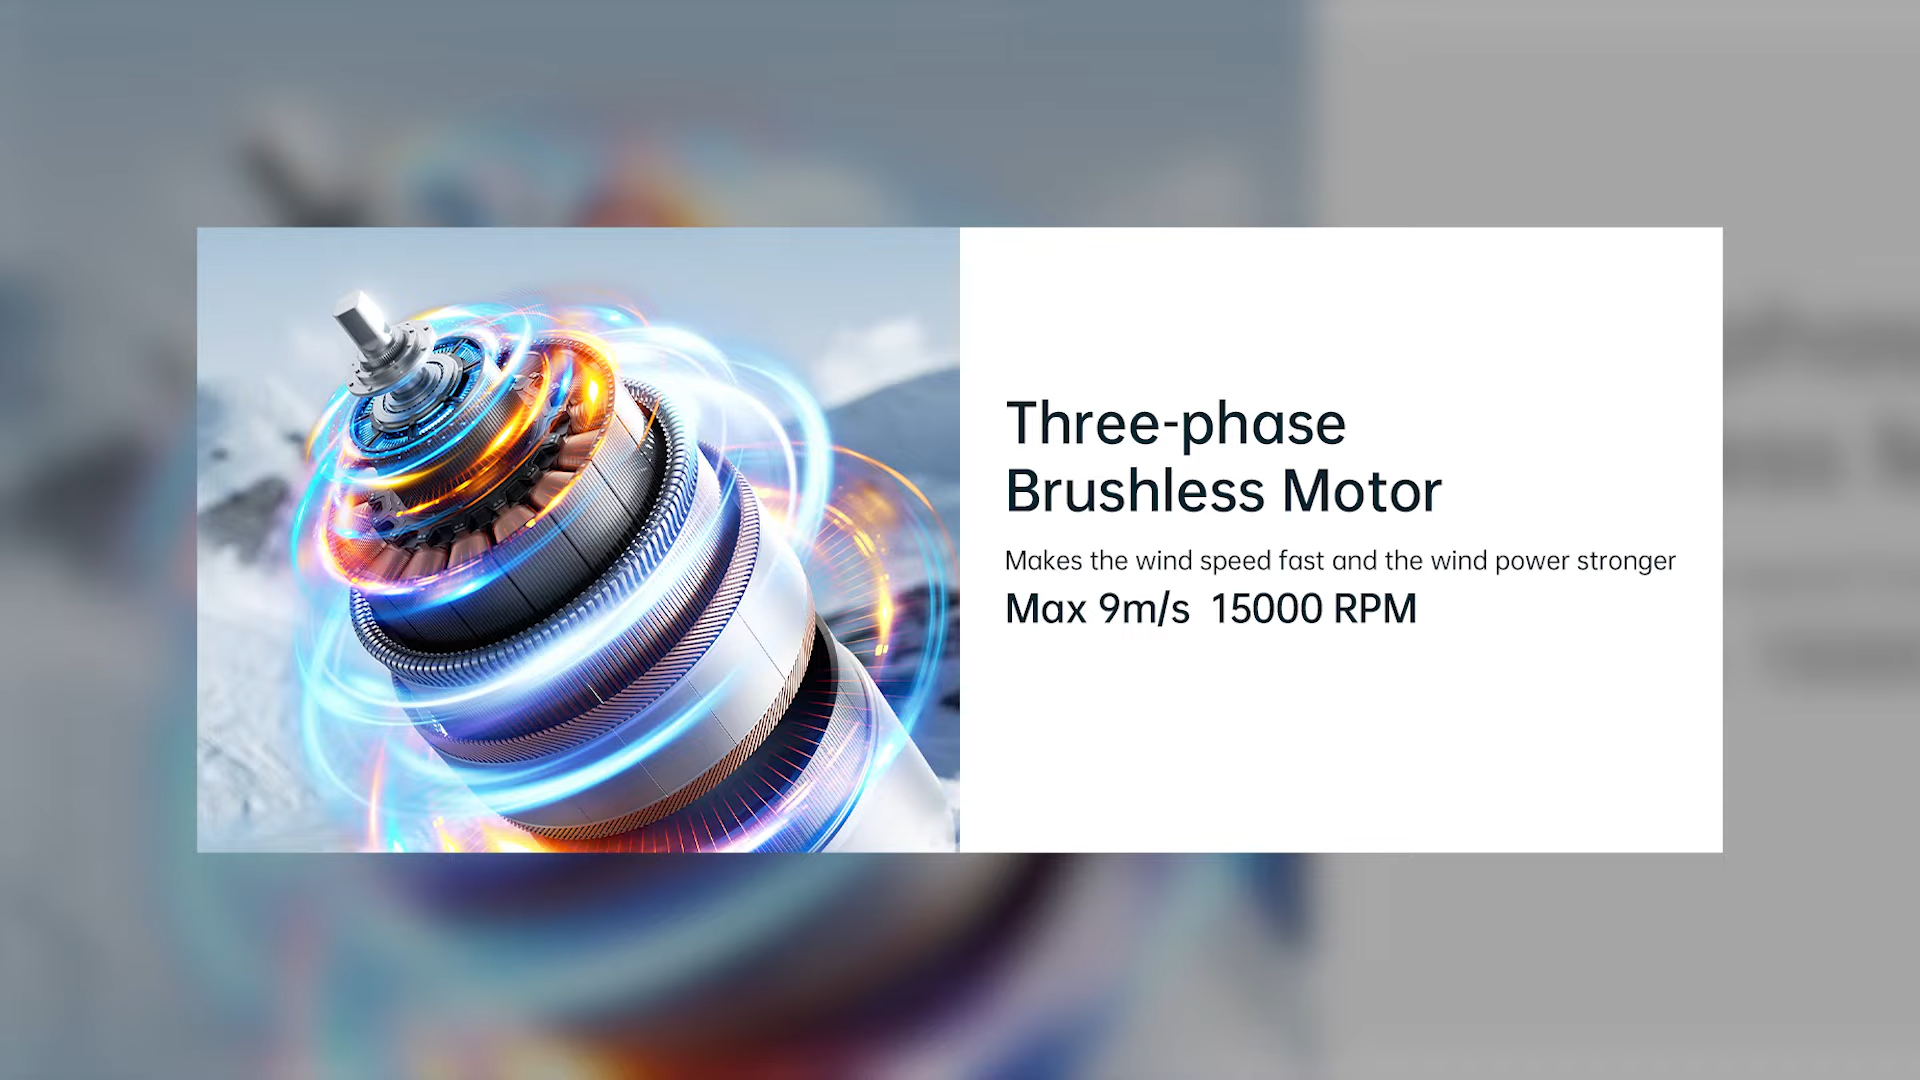 Three-phase
Brushless Motor
Makes the wind speed fast and the wind power stronger
Max 9m/s 15000 RPM